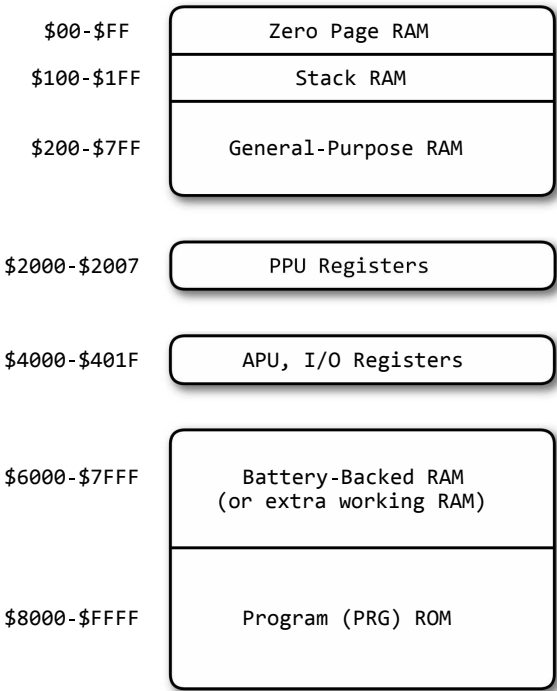 $00-$FF Zero Page RAM
$100-$1FF Stack RAM
$200-$7FF General-Purpose RAM
$2000-$2007 PPU Registers
$4000-$401F APU, I/O Registers
$6000-$7FFF Battery-Backed RAM
(or extra working RAM)
$8000-$FFFF Program (PRG) ROM